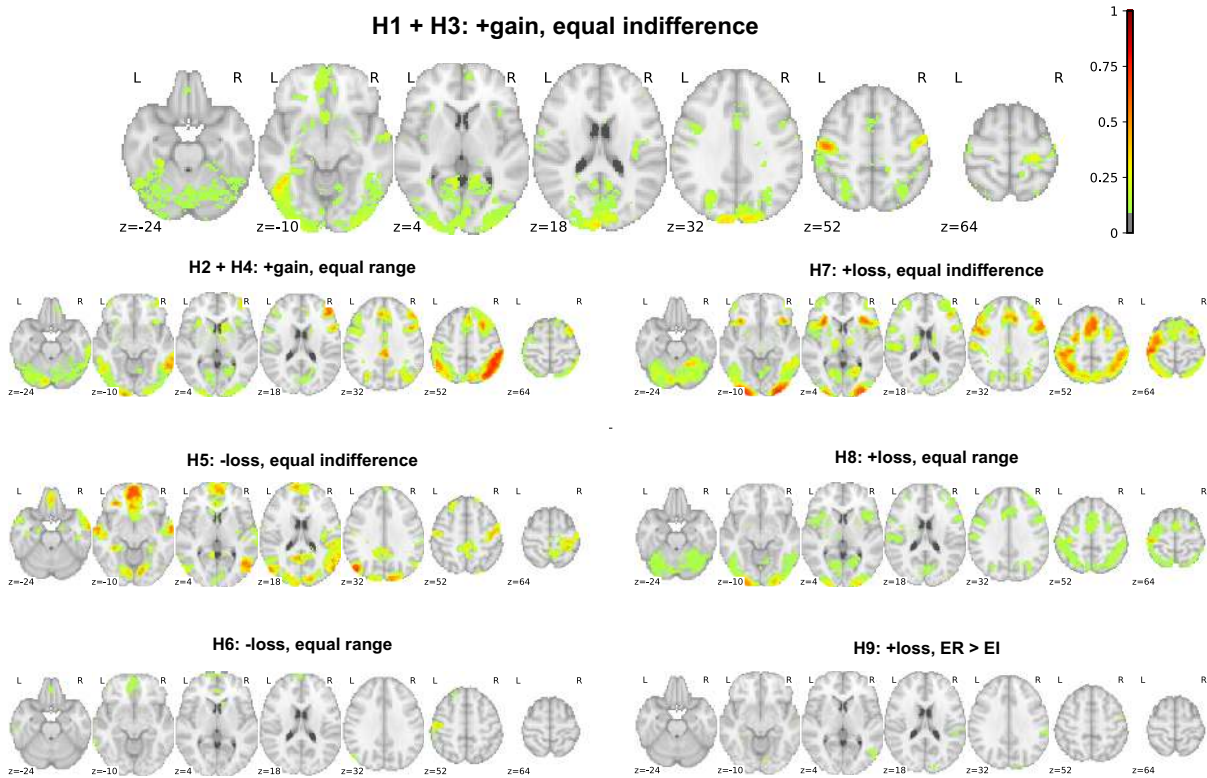 H1 + H3: +gain, equal indifference
1
0.75
0.5
0.25
0
L R L R
z=-24 z=-10 z=4 z=18 z=32 z=52 z=64
H2 + H4: +gain, equal range
L R L R
z=-24 z=-10 z=4 z=18 z=32 z=52 z=64
H7: +loss, equal indifference
L R L R
z=-24 z=-10 z=4 z=18 z=32 z=52 z=64
-
H5: -loss, equal indifference
L R L R
z=-24 z=-10 z=4 z=18 z=32 z=52 z=64
H8: +loss, equal range
L R L R
z=-24 z=-10 z=4 z=18 z=32 z=52 z=64
H6: -loss, equal range
L R L R
z=-24 z=-10 z=4 z=18 z=32 z=52 z=64
H9: +loss, ER > EI
L R L R
z=-24 z=-10 z=4 z=18 z=32 z=52 z=64